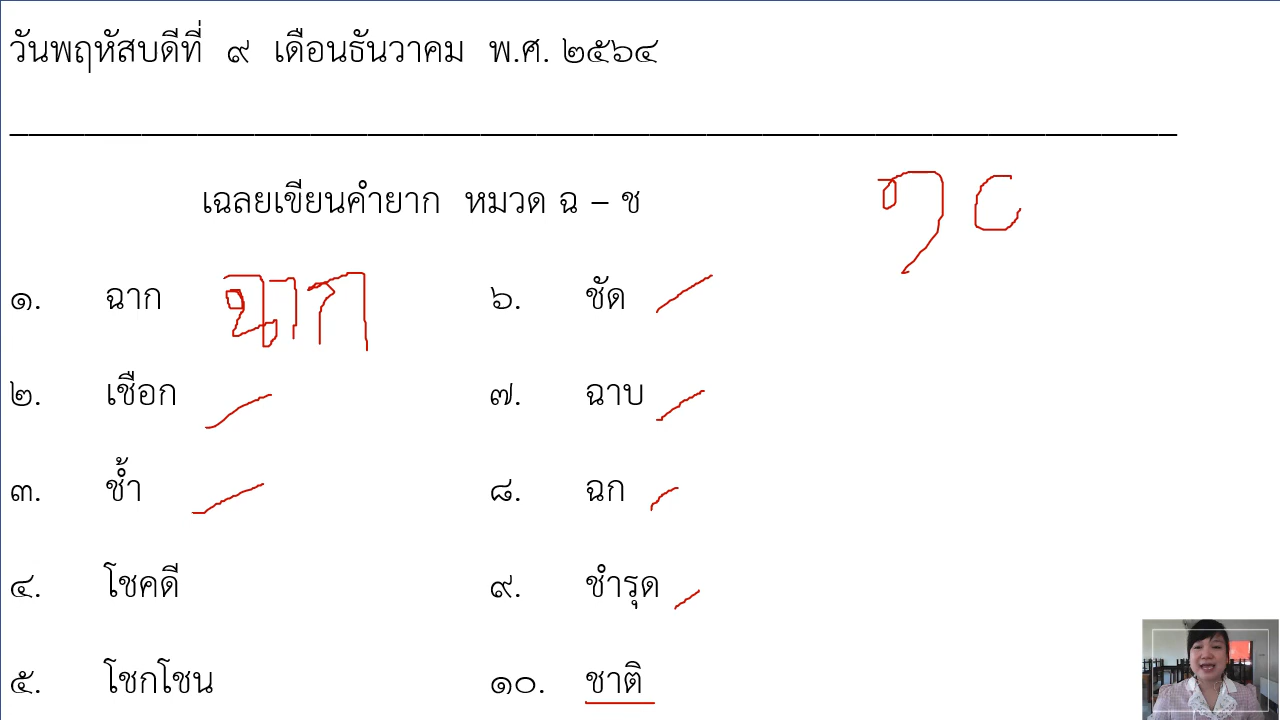 วันพฤหัสบดีที่ ๙ เดือนธันวาคม พ.ศ. ๒๕๖๔
เฉลยเขียนคำยาก หมวด ฉ – ช
๑. ฉาก ฉาก ๖. ชัด
๒. เชือก ๗. ฉาบ
๓. ช้ำ ๘. ฉก
๔. โชคดี ๙. ชำรุด
๕. โชกโชน ๑๐. ชาติ